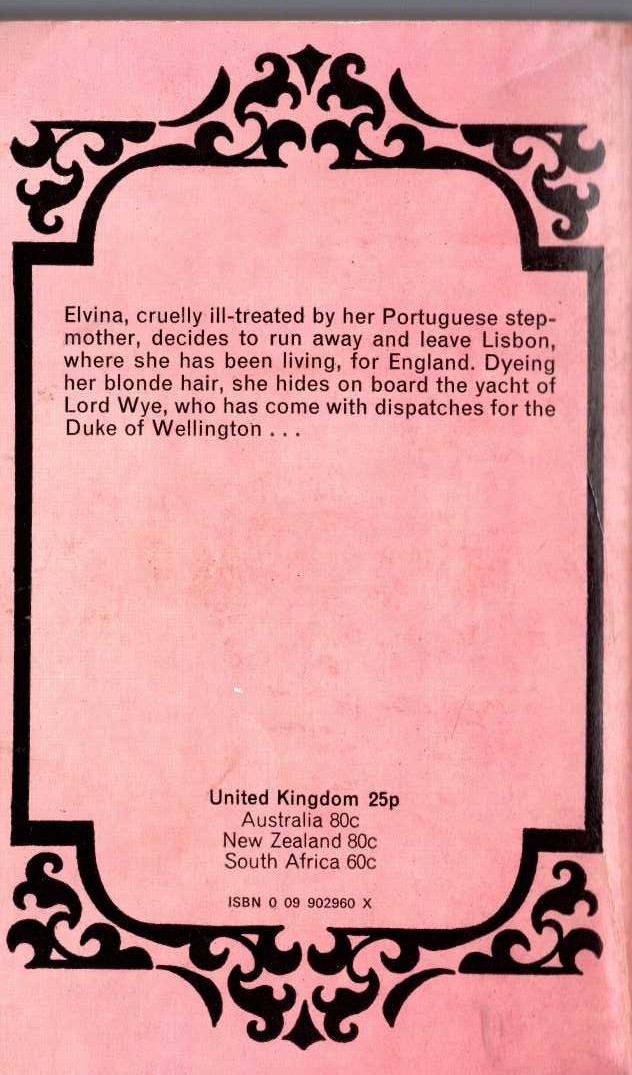 Elvina, cruelly ill-treated by her Portuguese step-
mother, decides to run away and leave Lisbon,
where she has been living, for England. Dyeing
her blonde hair, she hides on board the yacht of
Lord Wye, who has come with dispatches for the
Duke of Wellington . . .
United Kingdom 25p
Australia 80c
New Zealand 80c
South Africa 60c
ISBN 0 09 902960 X